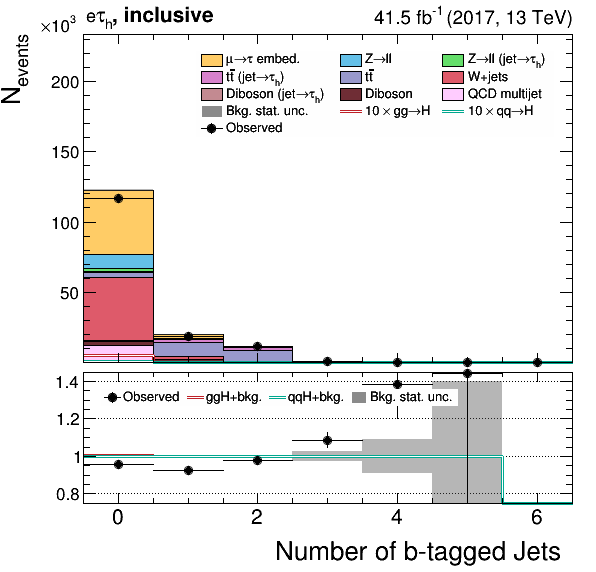 ×10³ eτₕ, inclusive 41.5 fb⁻¹ (2017, 13 TeV)
N_events
200
150
100
50
μ→τ embed. Z→ll Z→ll (jet→τₕ)
tt̄ (jet→τₕ) tt̄ W+jets
Diboson (jet→τₕ) Diboson QCD multijet
Bkg. stat. unc. 10 × gg→H 10 × qq→H
Observed
1.4
1.2
1
0.8
Observed ggH+bkg. qqH+bkg. Bkg. stat. unc.
0 2 4 6
Number of b-tagged Jets